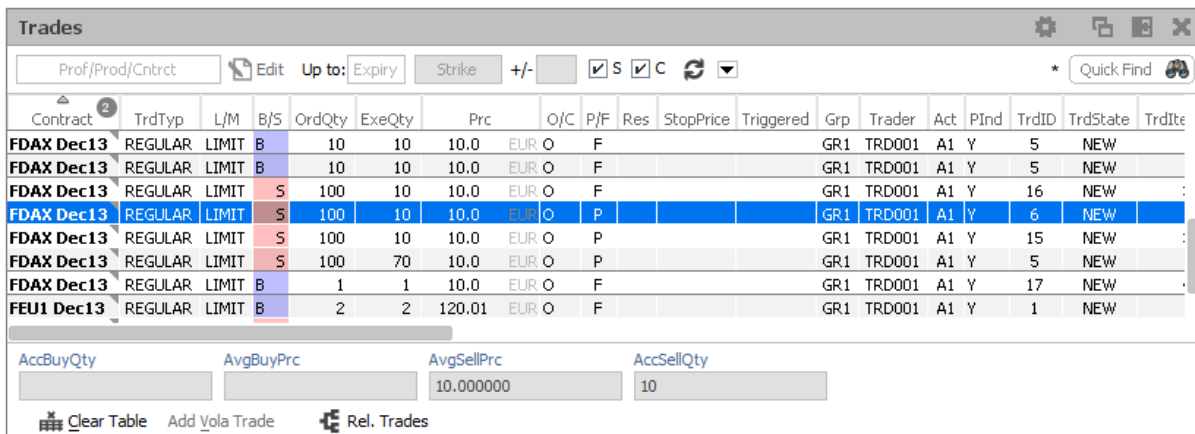 Trades
Prof/Prod/Cntrct Edit Up to: Expiry Strike +/- S C * Quick Find
Contract 2 TrdTyp L/M B/S OrdQty ExeQty Prc O/C P/F Res StopPrice Triggered Grp Trader Act PInd TrdID TrdState TrdIte
FDAX Dec13 REGULAR LIMIT B 10 10 10.0 EUR O F GR1 TRD001 A1 Y 5 NEW
FDAX Dec13 REGULAR LIMIT B 10 10 10.0 EUR O F GR1 TRD001 A1 Y 5 NEW
FDAX Dec13 REGULAR LIMIT S 100 10 10.0 EUR O F GR1 TRD001 A1 Y 16 NEW
FDAX Dec13 REGULAR LIMIT S 100 10 10.0 EUR O P GR1 TRD001 A1 Y 6 NEW
FDAX Dec13 REGULAR LIMIT S 100 10 10.0 EUR O P GR1 TRD001 A1 Y 15 NEW
FDAX Dec13 REGULAR LIMIT S 100 70 10.0 EUR O P GR1 TRD001 A1 Y 5 NEW
FDAX Dec13 REGULAR LIMIT B 1 1 10.0 EUR O F GR1 TRD001 A1 Y 17 NEW
FEU1 Dec13 REGULAR LIMIT B 2 2 120.01 EUR O F GR1 TRD001 A1 Y 1 NEW
AccBuyQty AvgBuyPrc AvgSellPrc AccSellQty
10.000000 10
Clear Table Add Vola Trade Rel. Trades